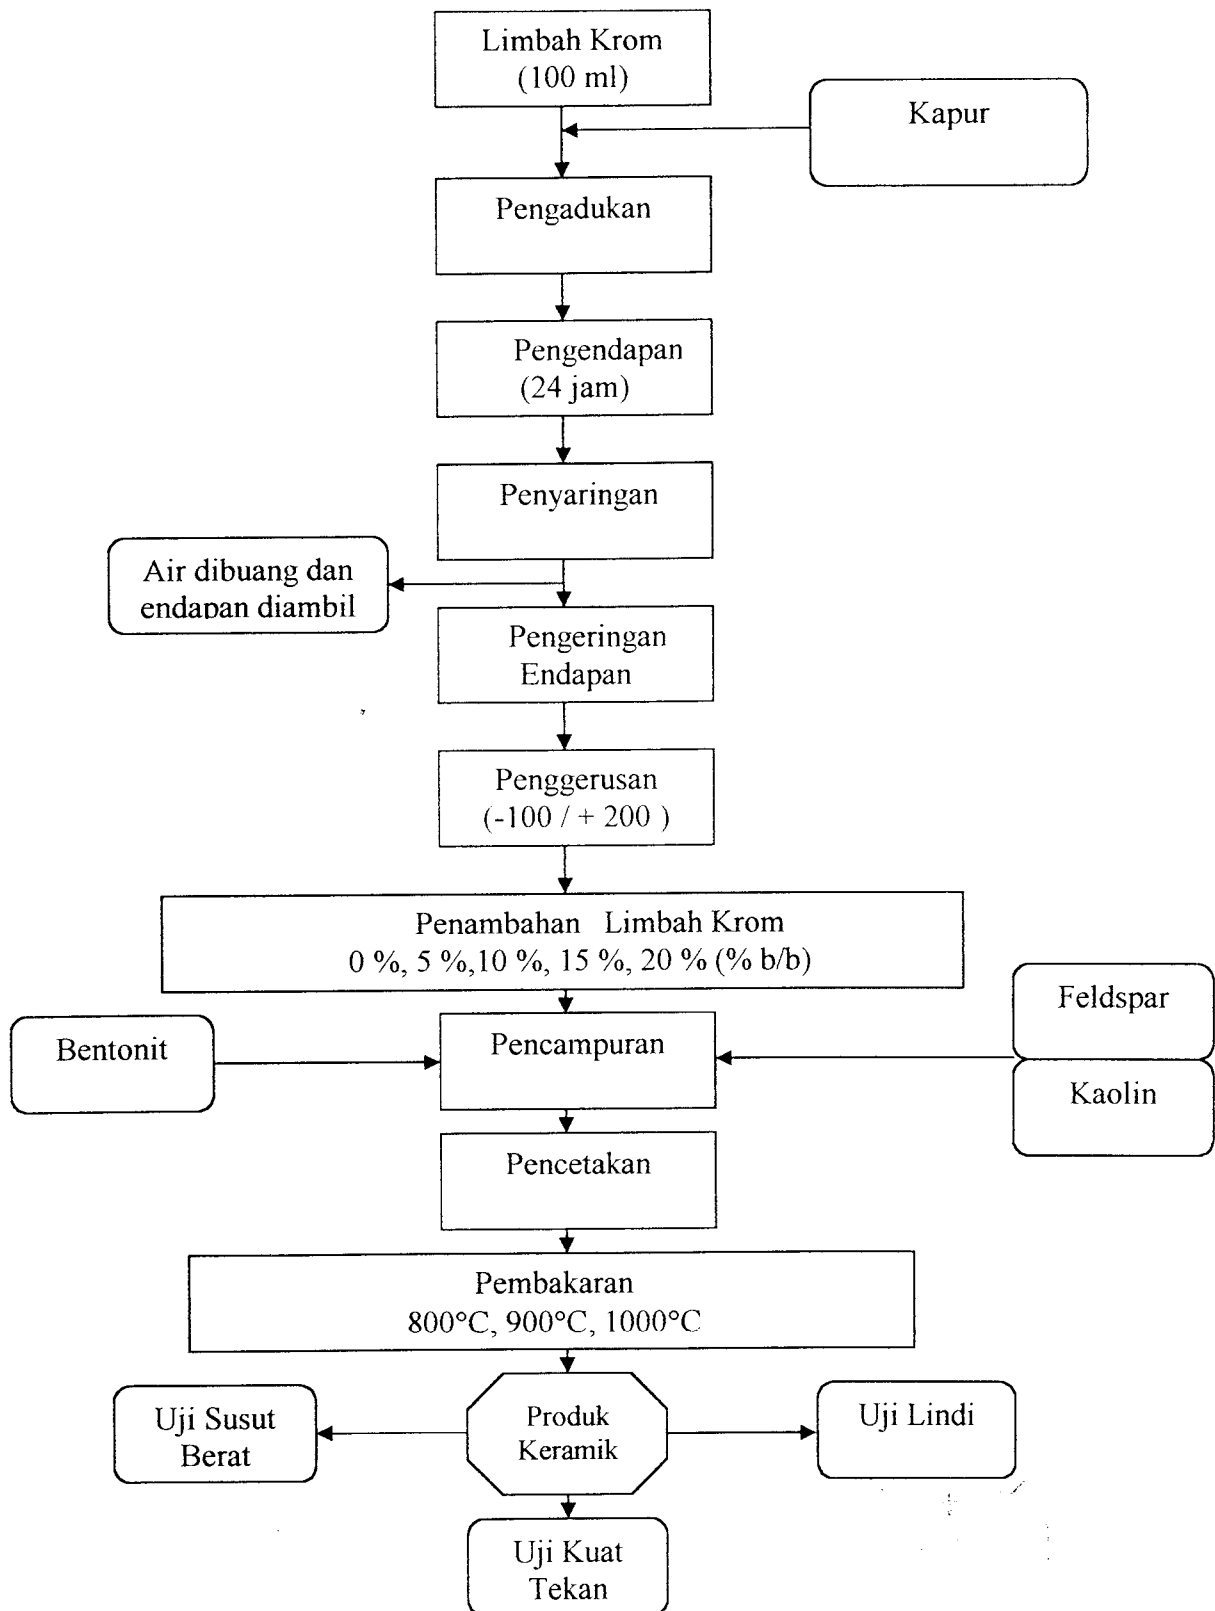 Limbah Krom
(100 ml)
Kapur
Pengadukan
Pengendapan
(24 jam)
Penyaringan
Air dibuang dan
endapan diambil
Pengeringan
Endapan
Penggerusan
(-100 / + 200 )
Penambahan Limbah Krom
0 %, 5 %,10 %, 15 %, 20 % (% b/b)
Feldspar
Bentonit
Pencampuran
Kaolin
Pencetakan
Pembakaran
800°C, 900°C, 1000°C
Uji Susut
Berat
Produk
Keramik
Uji Lindi
Uji Kuat
Tekan